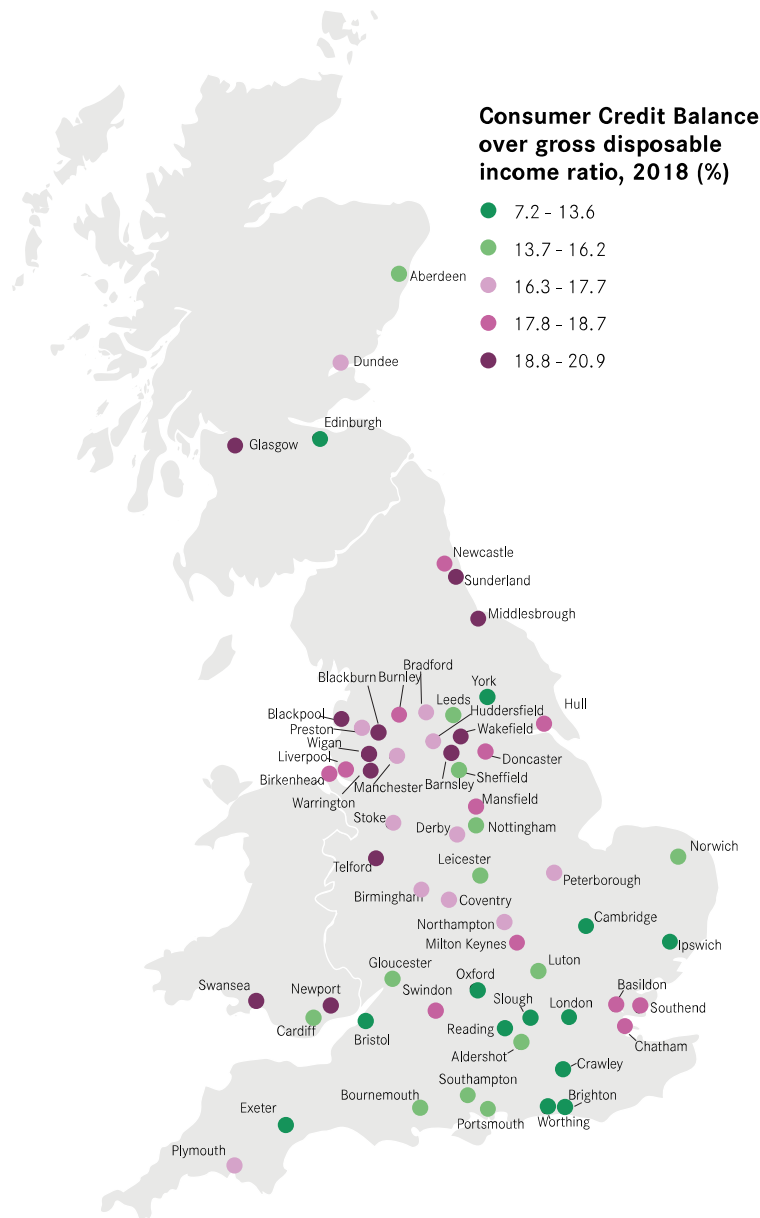 Consumer Credit Balance
over gross disposable
income ratio, 2018 (%)
7.2 - 13.6
13.7 - 16.2
16.3 - 17.7
17.8 - 18.7
18.8 - 20.9
Aberdeen
Dundee
Edinburgh
Glasgow
Newcastle
Sunderland
Middlesbrough
Bradford
Blackburn
Burnley
York
Leeds
Hull
Blackpool
Huddersfield
Preston
Wakefield
Wigan
Liverpool
Doncaster
Birkenhead
Sheffield
Manchester
Barnsley
Warrington
Mansfield
Stoke
Derby
Nottingham
Norwich
Leicester
Telford
Peterborough
Birmingham
Coventry
Northampton
Cambridge
Milton Keynes
Ipswich
Luton
Gloucester
Oxford
Swansea
Newport
Swindon
Slough
London
Basildon
Southend
Cardiff
Bristol
Reading
Chatham
Aldershot
Crawley
Southampton
Bournemouth
Brighton
Exeter
Portsmouth
Worthing
Plymouth